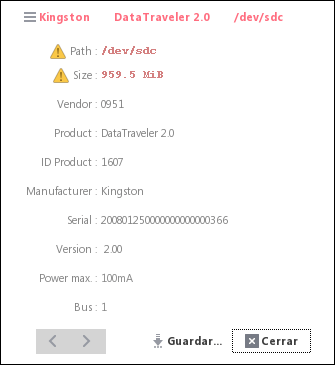 Kingston DataTraveler 2.0 /dev/sdc
Path : /dev/sdc
Size : 959.5 MiB
Vendor : 0951
Product : DataTraveler 2.0
ID Product : 1607
Manufacturer : Kingston
Serial : 20080125000000000000366
Version : 2.00
Power max. : 100mA
Bus : 1
Guardar... Cerrar